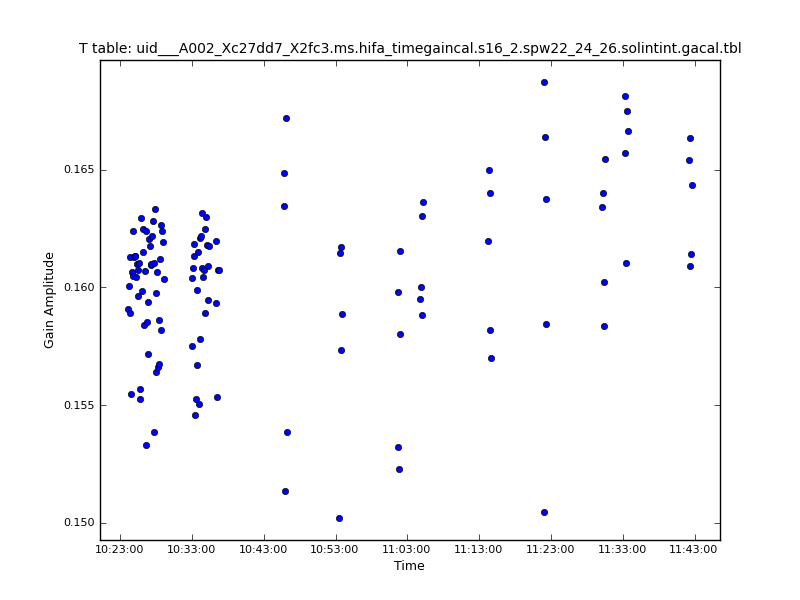 T table: uid___A002_Xc27dd7_X2fc3.ms.hifa_timegaincal.s16_2.spw22_24_26.solintint.gacal.tbl
Gain Amplitude
0.165
0.160
0.155
0.150
10:23:00 10:33:00 10:43:00 10:53:00 11:03:00 11:13:00 11:23:00 11:33:00 11:43:00
Time